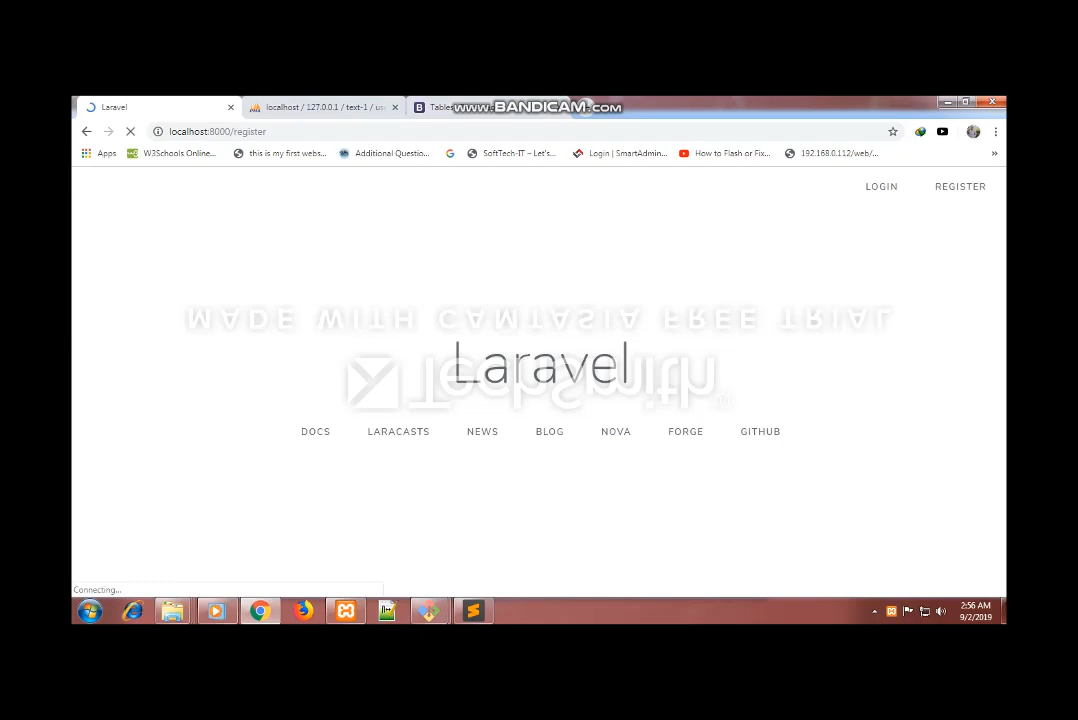 Laravel
localhost / 127.0.0.1 / text-1 / us
Tables
www.BANDICAM.COM
localhost:8000/register
Apps
W3Schools Online...
this is my first webs...
Additional Questio...
SoftTech-IT – Let's...
Login | SmartAdmin...
How to Flash or Fix...
192.168.0.112/web/...
»
LOGIN
REGISTER
MADE WITH CAMTASIA FREE TRIAL
Laravel
TechSmith
DOCS
LARACASTS
NEWS
BLOG
NOVA
FORGE
GITHUB
Connecting...
2:56 AM
9/2/2019